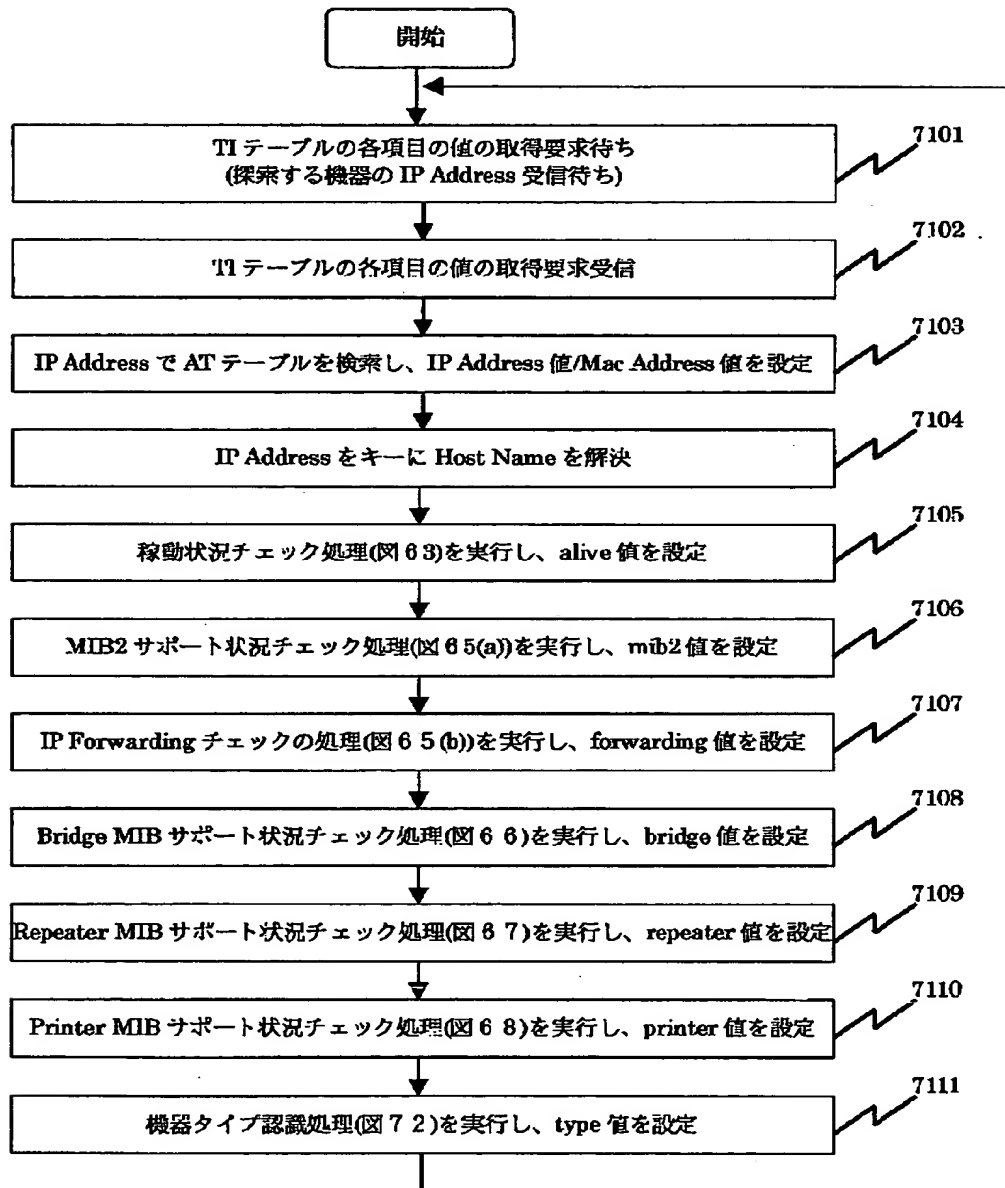 開始
TI テーブルの各項目の値の取得要求待ち
(探索する機器の IP Address 受信待ち)
7101
TI テーブルの各項目の値の取得要求受信
7102
IP Address で AT テーブルを検索し、IP Address 値/Mac Address 値を設定
7103
IP Address をキーに Host Name を解決
7104
稼動状況チェック処理(図63)を実行し、alive 値を設定
7105
MIB2 サポート状況チェック処理(図65(a))を実行し、mib2 値を設定
7106
IP Forwarding チェックの処理(図65(b))を実行し、forwarding 値を設定
7107
Bridge MIB サポート状況チェック処理(図66)を実行し、bridge 値を設定
7108
Repeater MIB サポート状況チェック処理(図67)を実行し、repeater 値を設定
7109
Printer MIB サポート状況チェック処理(図68)を実行し、printer 値を設定
7110
機器タイプ認識処理(図72)を実行し、type 値を設定
7111